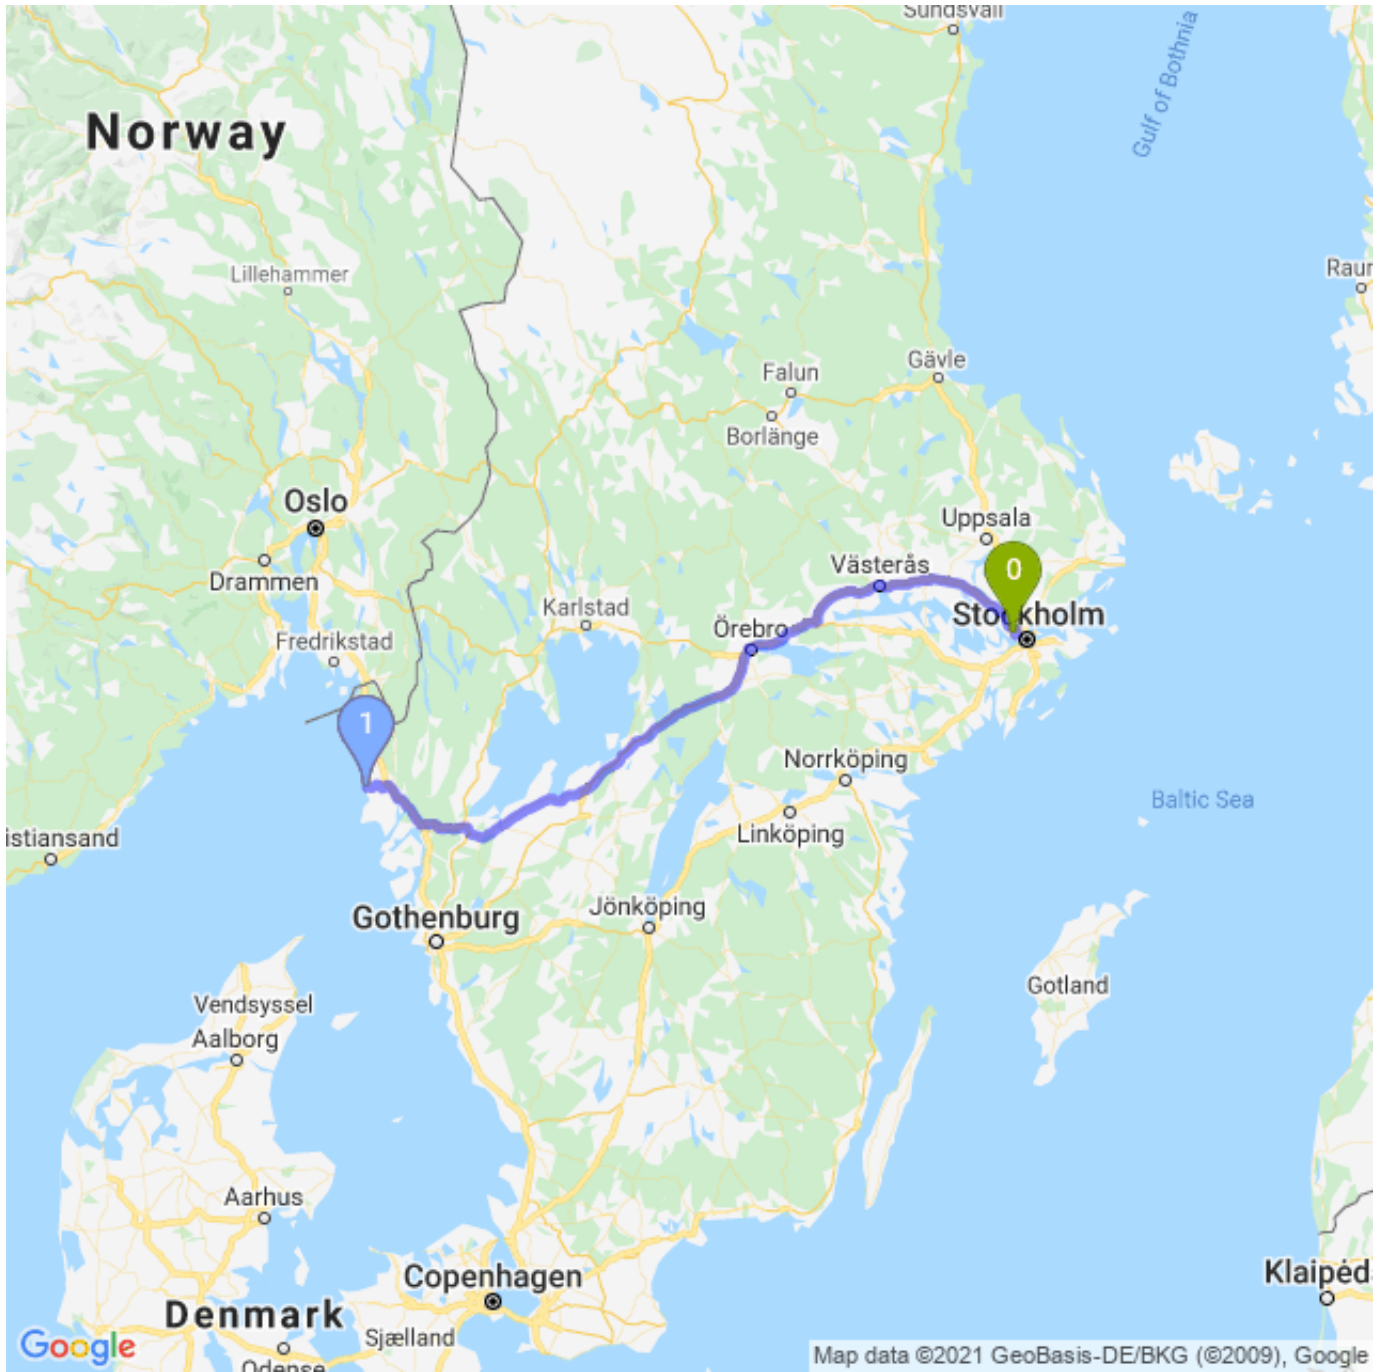 Sundsvall
Gulf of Bothnia
Norway
Lillehammer
Raur
Gävle
Falun
Borlänge
Oslo
Uppsala
Drammen
Västerås
0
Karlstad
Stockholm
Örebro
Fredrikstad
1
Norrköping
Baltic Sea
Linköping
istiansand
Jönköping
Gothenburg
Gotland
Vendsyssel
Aalborg
Aarhus
Copenhagen
Klaipėd
Denmark
Sjælland
Google
Odense
Map data ©2021 GeoBasis-DE/BKG (©2009), Google